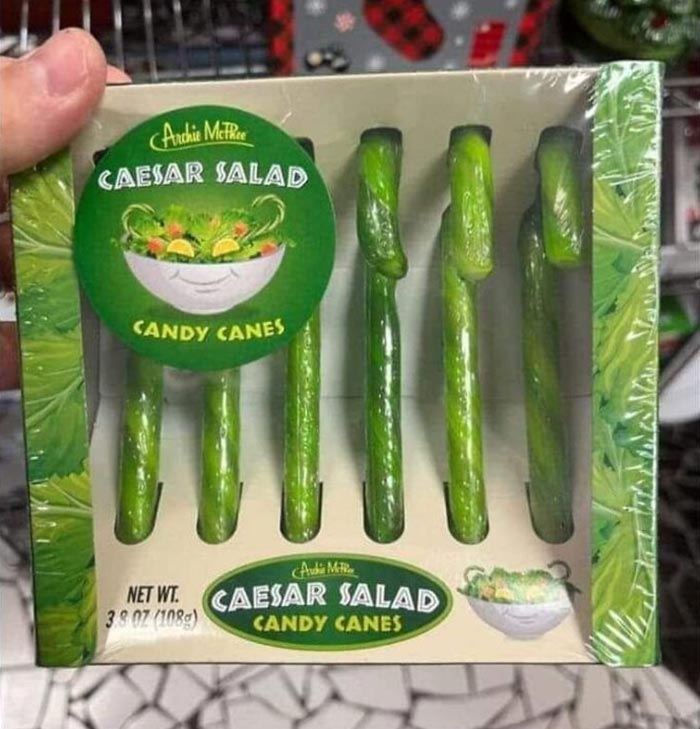 Archie McPhee
CAESAR SALAD
CANDY CANES
Archie McPhee
CAESAR SALAD
CANDY CANES
NET WT.
3.8 OZ (108g)